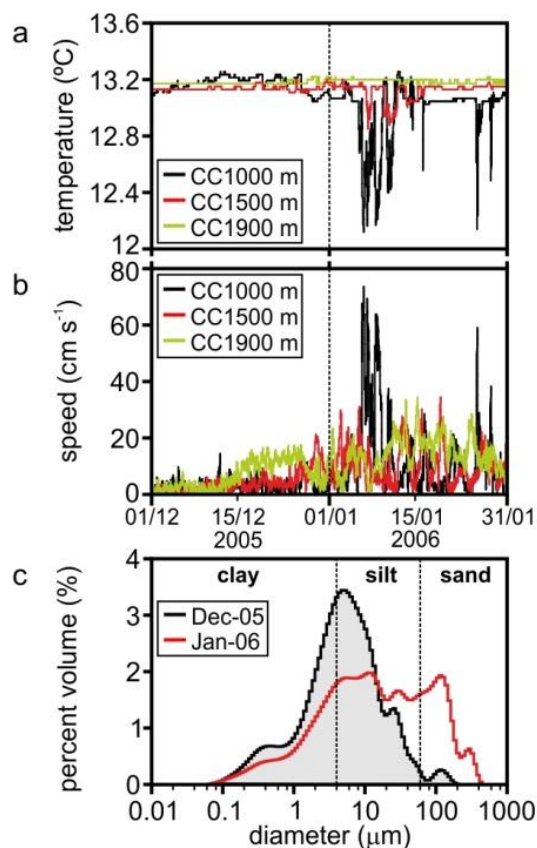 a
13.6
13.2
12.8
12.4
12
temperature (ºC)
CC1000 m
CC1500 m
CC1900 m
b
80
60
40
20
0
speed (cm s⁻¹)
CC1000 m
CC1500 m
CC1900 m
01/12 15/12 01/01 15/01 31/01
2005 2006
c
4
3
2
1
0
percent volume (%)
clay silt sand
Dec-05
Jan-06
0.01 0.1 1 10 100 1000
diameter (μm)